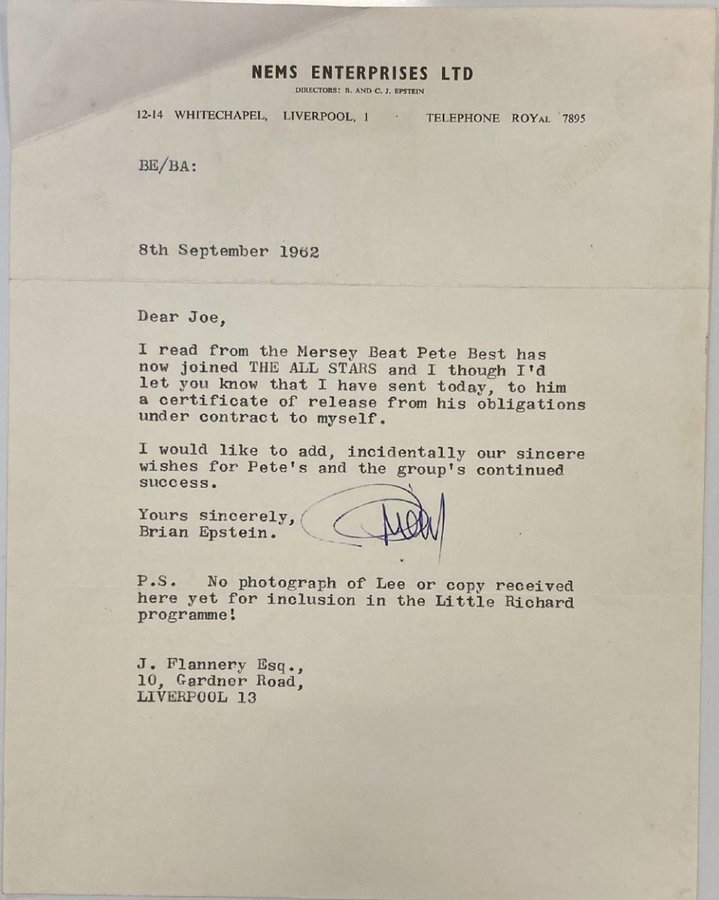 NEMS ENTERPRISES LTD
DIRECTORS: B. AND C. J. EPSTEIN
12-14 WHITECHAPEL, LIVERPOOL, 1 · TELEPHONE ROYAL 7895
BE/BA:
8th September 1962
Dear Joe,
I read from the Mersey Beat Pete Best has
now joined THE ALL STARS and I though I'd
let you know that I have sent today, to him
a certificate of release from his obligations
under contract to myself.
I would like to add, incidentally our sincere
wishes for Pete's and the group's continued
success.
Yours sincerely,
Brian Epstein.
P.S. No photograph of Lee or copy received
here yet for inclusion in the Little Richard
programme!
J. Flannery Esq.,
10, Gardner Road,
LIVERPOOL 13